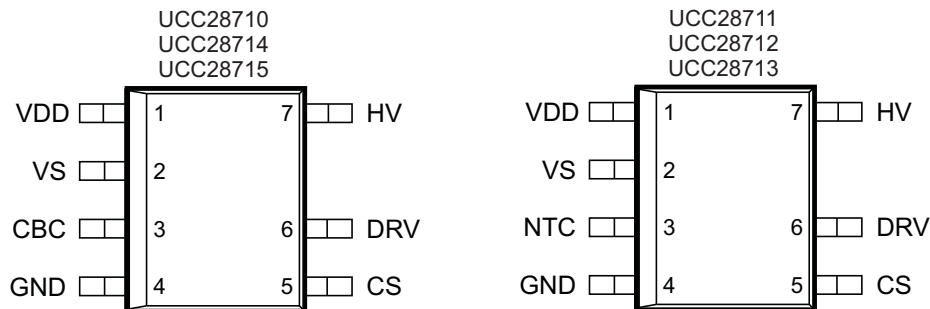 UCC28710
UCC28714
UCC28715
VDD 1 7 HV
VS 2
CBC 3 6 DRV
GND 4 5 CS
UCC28711
UCC28712
UCC28713
VDD 1 7 HV
VS 2
NTC 3 6 DRV
GND 4 5 CS